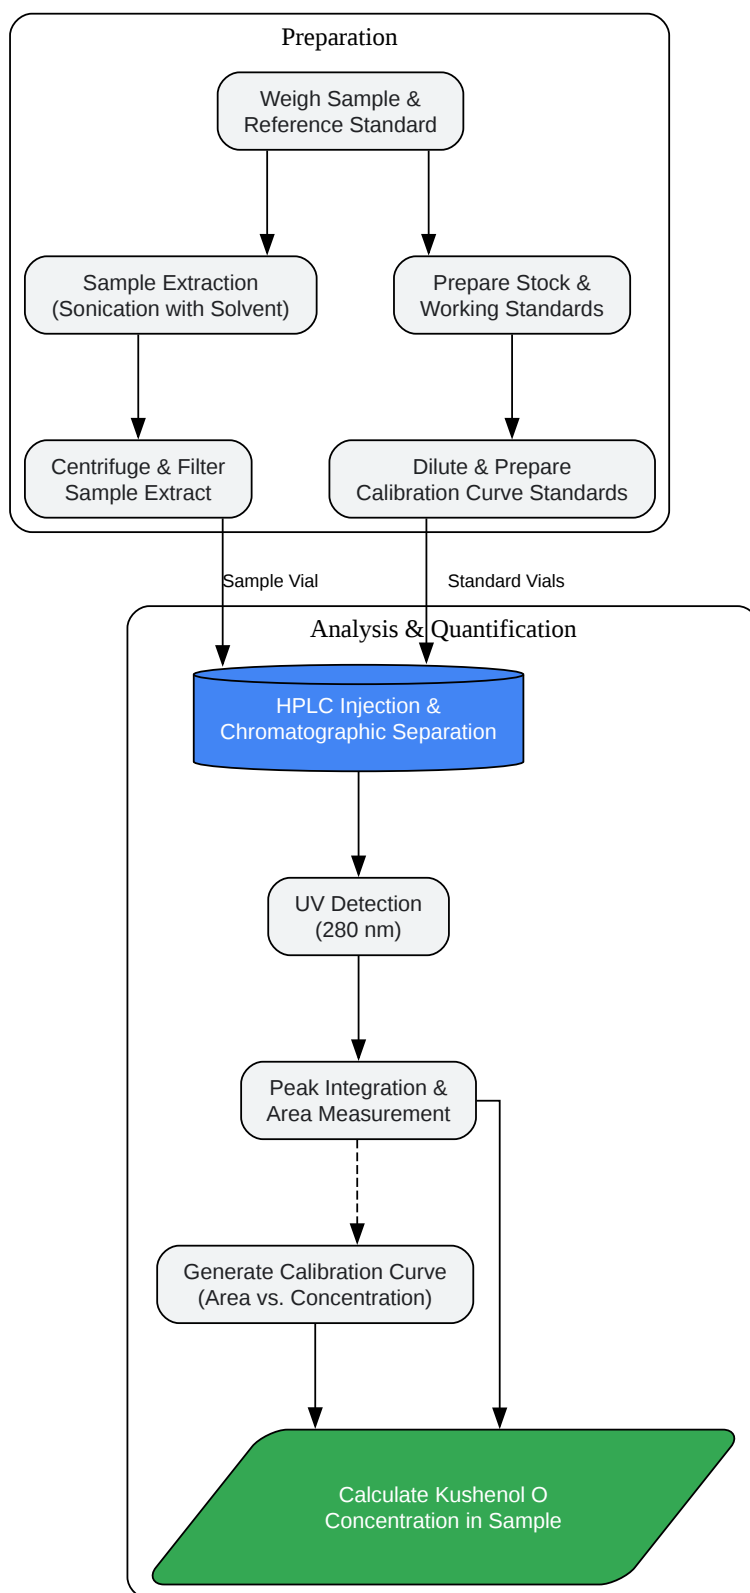 Preparation
Weigh Sample &
Reference Standard
Sample Extraction
(Sonication with Solvent)
Prepare Stock &
Working Standards
Centrifuge & Filter
Sample Extract
Dilute & Prepare
Calibration Curve Standards
Sample Vial
Standard Vials
Analysis & Quantification
HPLC Injection &
Chromatographic Separation
UV Detection
(280 nm)
Peak Integration &
Area Measurement
Generate Calibration Curve
(Area vs. Concentration)
Calculate Kushenol O
Concentration in Sample